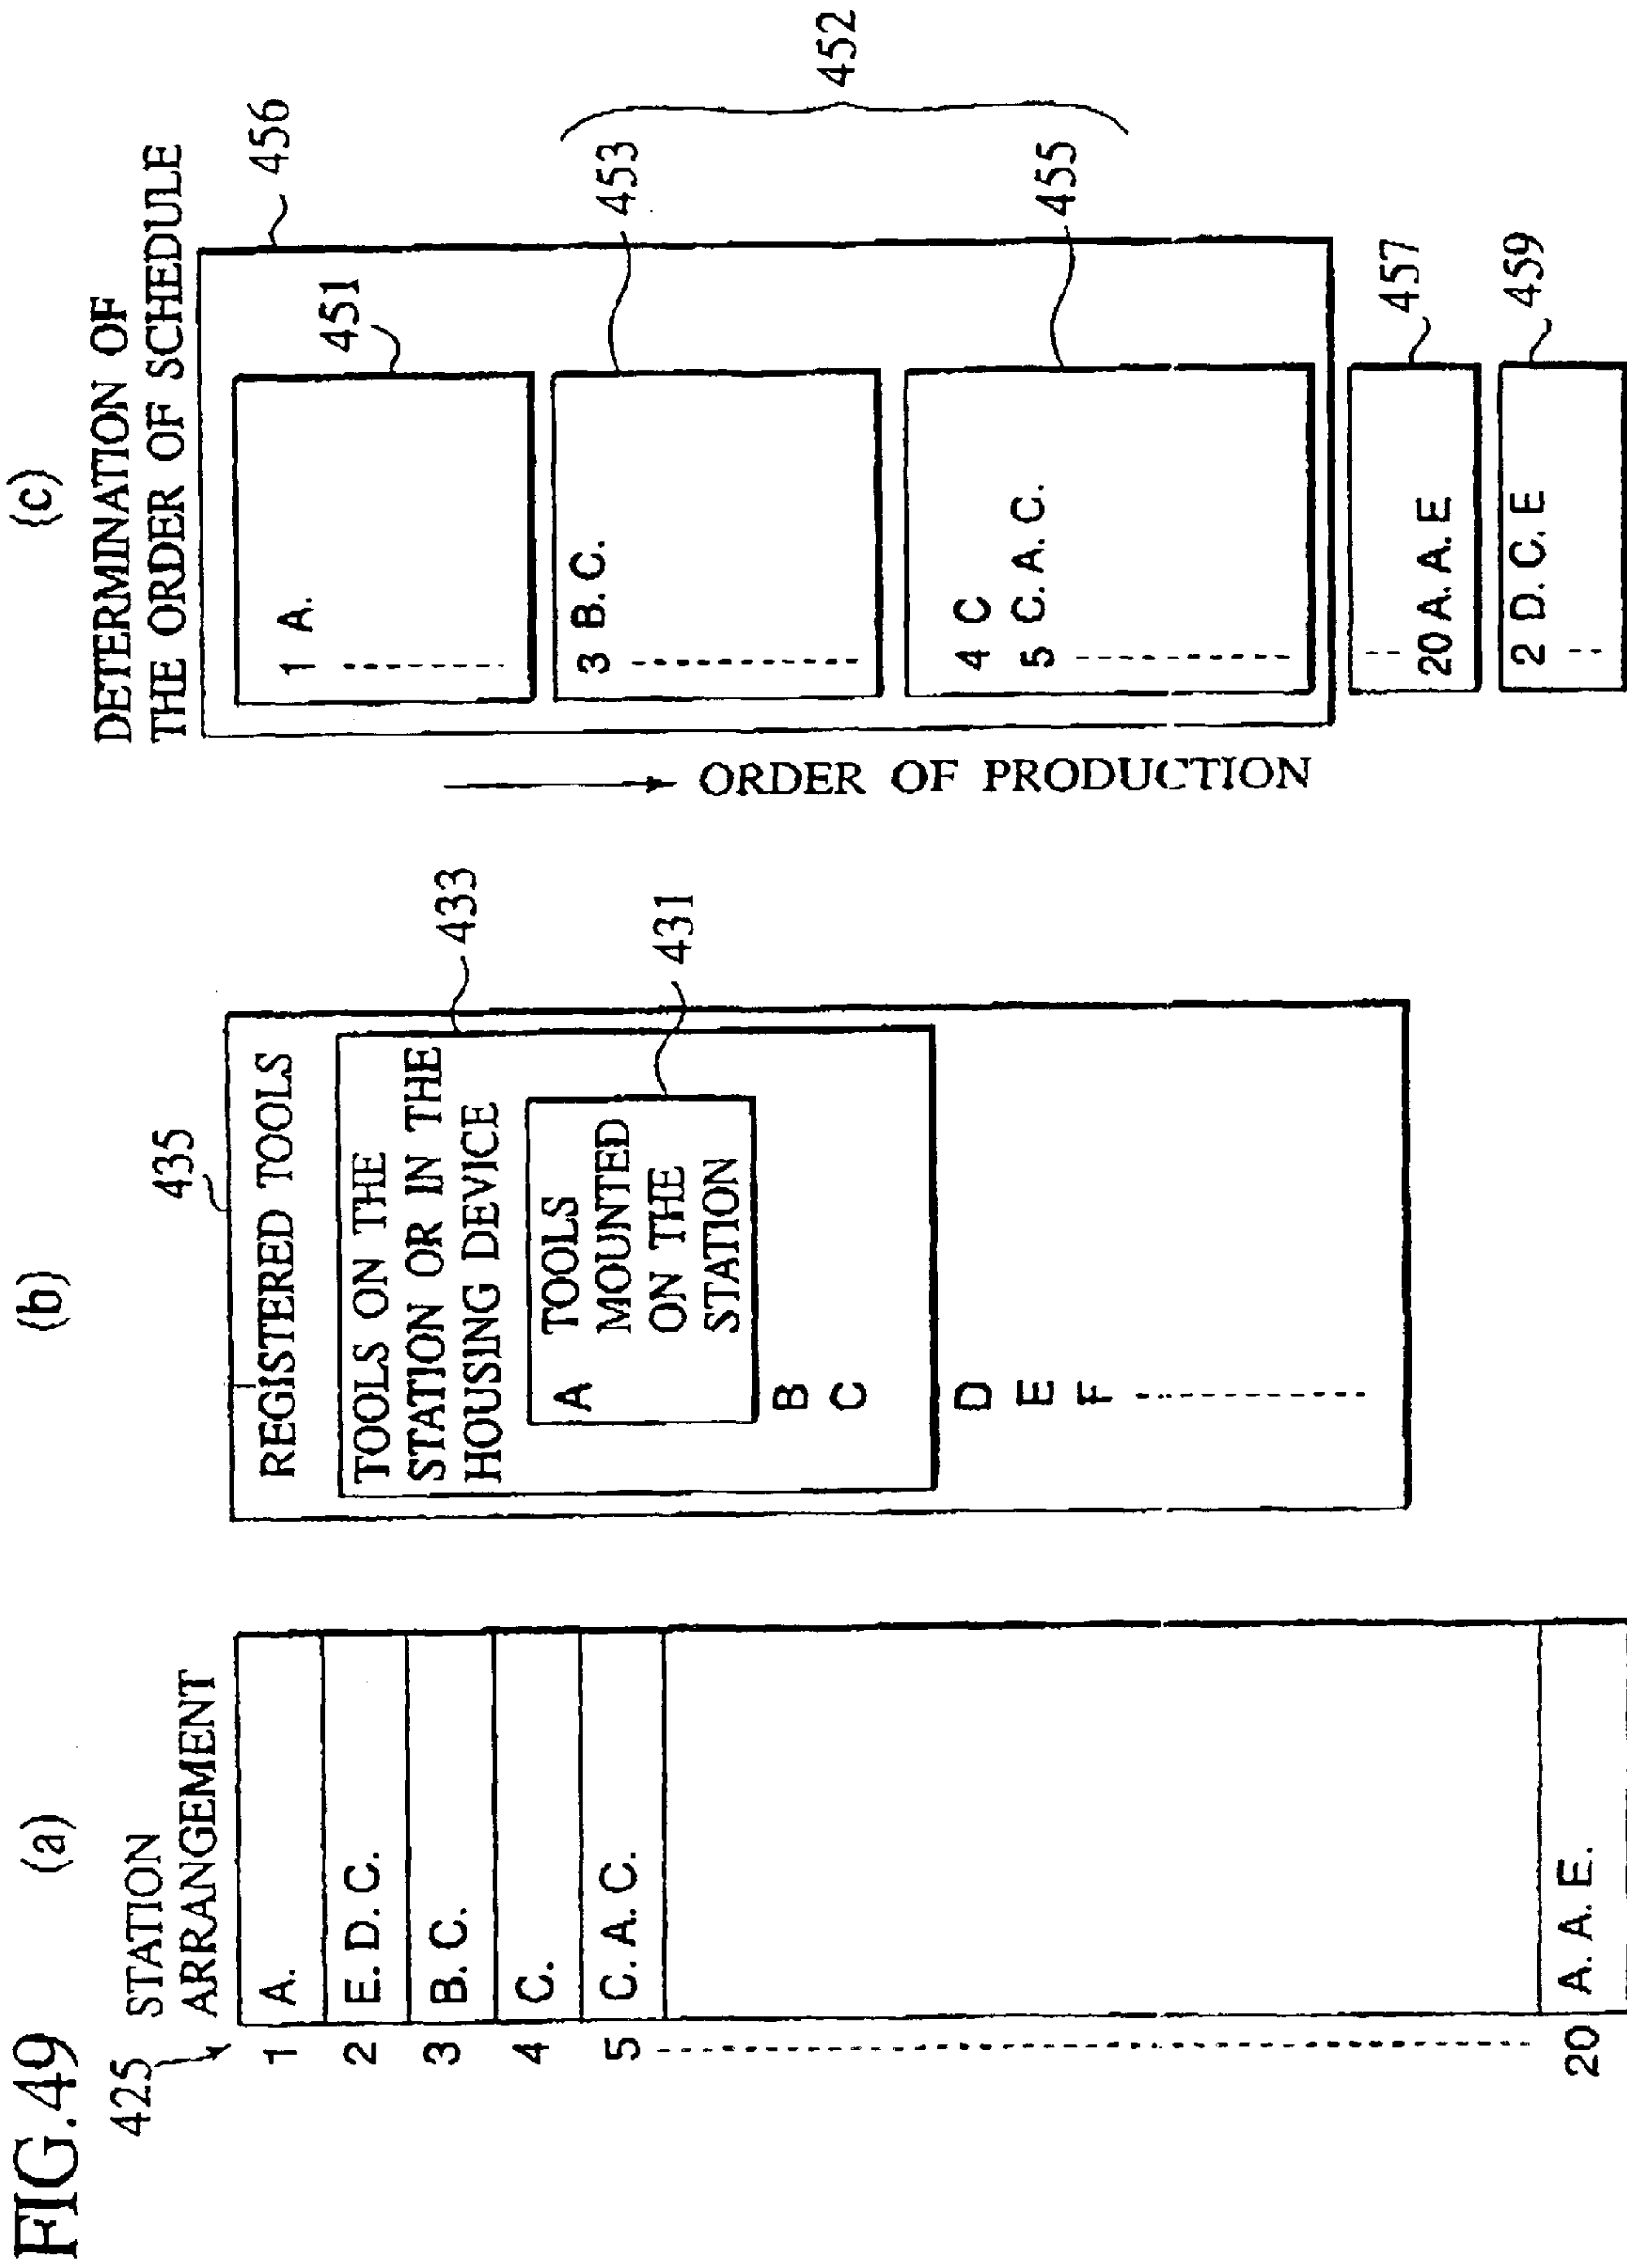 FIG.49
(a)
425
STATION
ARRANGEMENT
1 A.
2 E. D. C.
3 B. C.
4 C.
5 C. A. C.
20 A. A. E.
(b)
435
REGISTERED TOOLS
433
TOOLS ON THE
STATION OR IN THE
HOUSING DEVICE
431
A TOOLS
MOUNTED
ON THE
STATION
B
C
D
E
F
(c)
DETERMINATION OF
THE ORDER OF SCHEDULE
456
451
1 A.
453
3 B. C.
452
455
4 C
5 C. A. C.
457
20 A. A. E
459
2 D. C. E
ORDER OF PRODUCTION